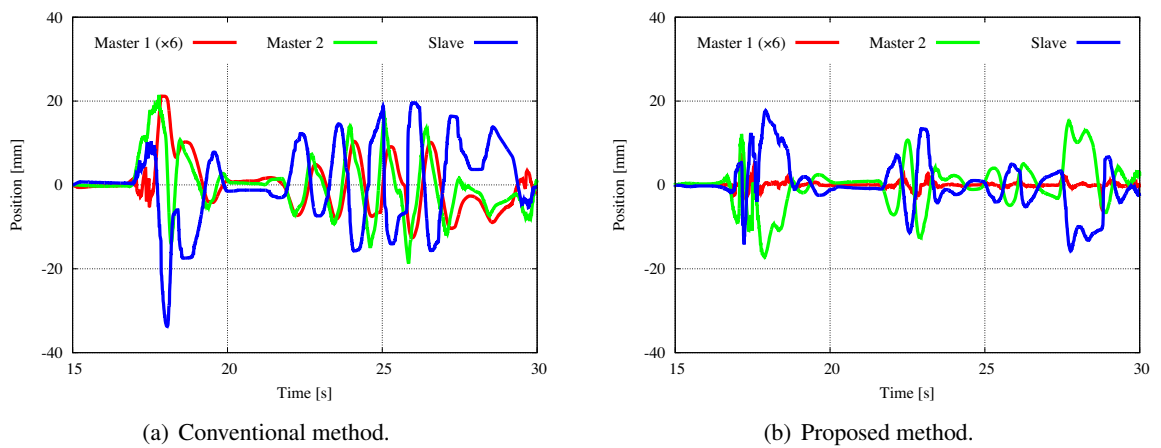 40
20
0
-20
-40
Position [mm]
Master 1 (×6) Master 2 Slave
15 20 25 30
Time [s]
(a) Conventional method.
40
20
0
-20
-40
Position [mm]
Master 1 (×6) Master 2 Slave
15 20 25 30
Time [s]
(b) Proposed method.